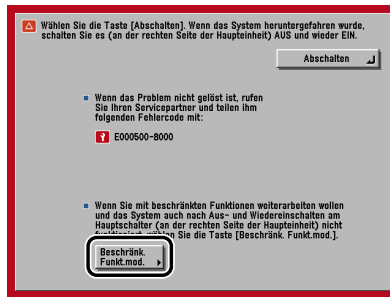 Wählen Sie die Taste [Abschalten]. Wenn das System heruntergefahren wurde,
schalten Sie es (an der rechten Seite der Haupteinheit) AUS und wieder EIN.
Abschalten
Wenn das Problem nicht gelöst ist, rufen
Sie Ihren Servicepartner und teilen ihm
folgenden Fehlercode mit:
E000500-8000
Wenn Sie mit beschränkten Funktionen weiterarbeiten wollen
und das System auch nach Aus- und Wiedereinschalten am
Hauptschalter (an der rechten Seite der Haupteinheit) nicht
funktioniert, wählen Sie die Taste [Beschränk. Funkt.mod.].
Beschränk.
Funkt.mod.